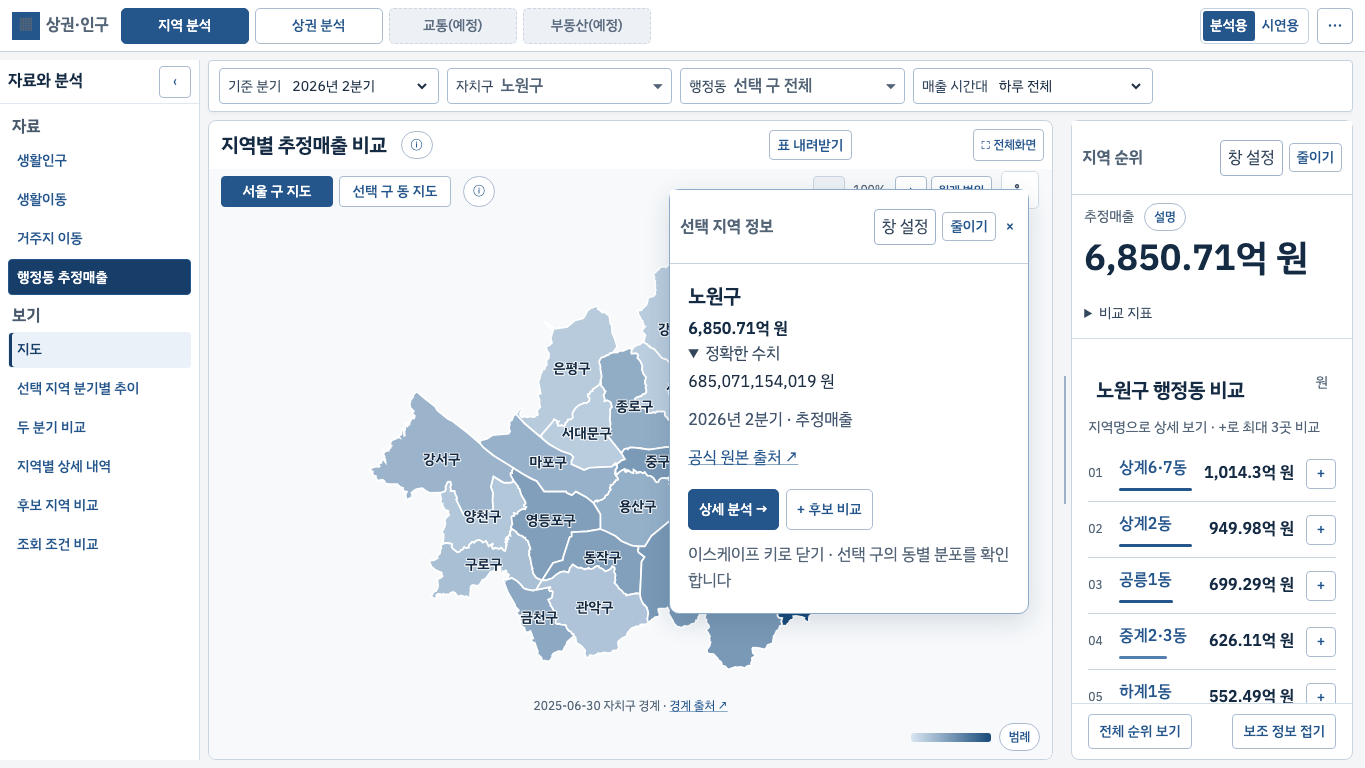 상권·인구
지역 분석
상권 분석
교통(예정)
부동산(예정)
분석용
시연용
···
자료와 분석
‹
자료
생활인구
생활이동
거주지 이동
행정동 추정매출
보기
지도
선택 지역 분기별 추이
두 분기 비교
지역별 상세 내역
후보 지역 비교
조회 조건 비교
기준 분기 2026년 2분기
자치구 노원구
행정동 선택 구 전체
매출 시간대 하루 전체
지역별 추정매출 비교 ⓘ
표 내려받기
전체화면
서울 구 지도
선택 구 동 지도
ⓘ
은평구
종로구
서대문구
강서구
마포구
중구
양천구
영등포구
용산구
구로구
동작구
금천구
관악구
선택 지역 정보
창 설정
줄이기
×
노원구
6,850.71억 원
▼ 정확한 수치
685,071,154,019 원
2026년 2분기 · 추정매출
공식 원본 출처 ↗
상세 분석 →
+ 후보 비교
이스케이프 키로 닫기 · 선택 구의 동별 분포를 확인
합니다
2025-06-30 자치구 경계 · 경계 출처 ↗
범례
지역 순위
창 설정
줄이기
추정매출 설명
6,850.71억 원
▶ 비교 지표
노원구 행정동 비교
원
지역명으로 상세 보기 · +로 최대 3곳 비교
01 상계6·7동 1,014.3억 원 +
02 상계2동 949.98억 원 +
03 공릉1동 699.29억 원 +
04 중계2·3동 626.11억 원 +
05 하계1동 552.49억 원 +
전체 순위 보기
보조 정보 접기